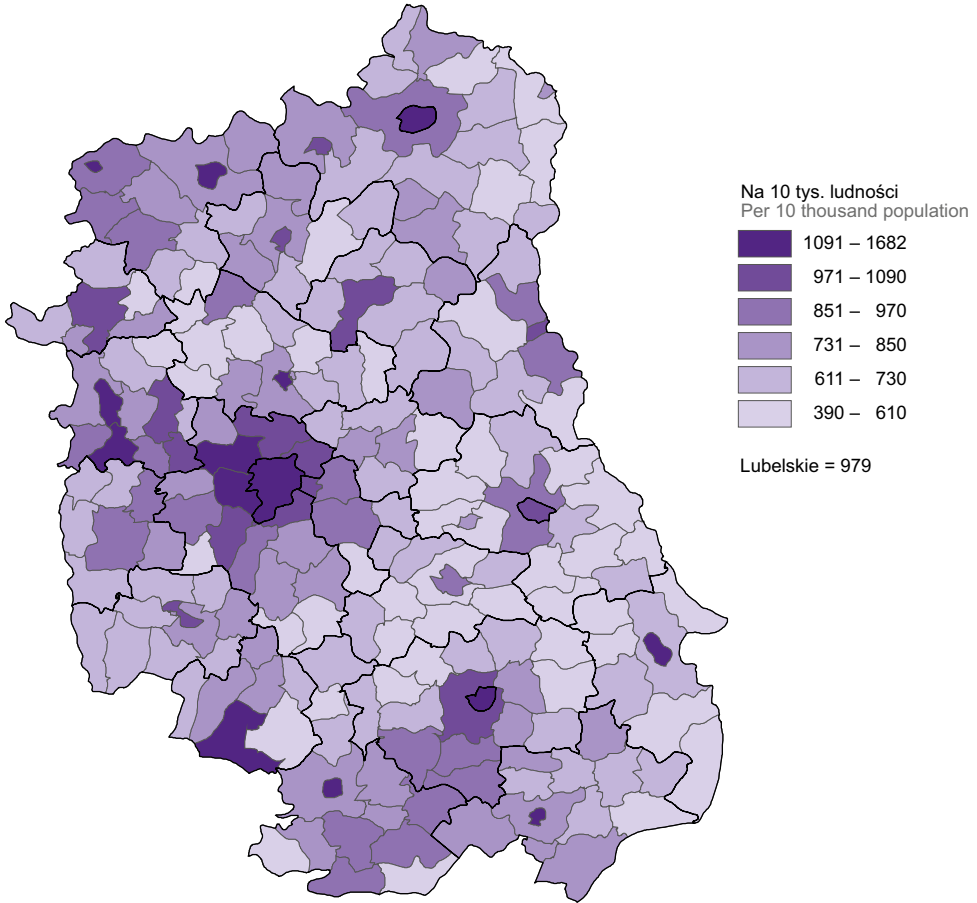 Na 10 tys. ludności
Per 10 thousand population
1091 – 1682
971 – 1090
851 – 970
731 – 850
611 – 730
390 – 610
Lubelskie = 979